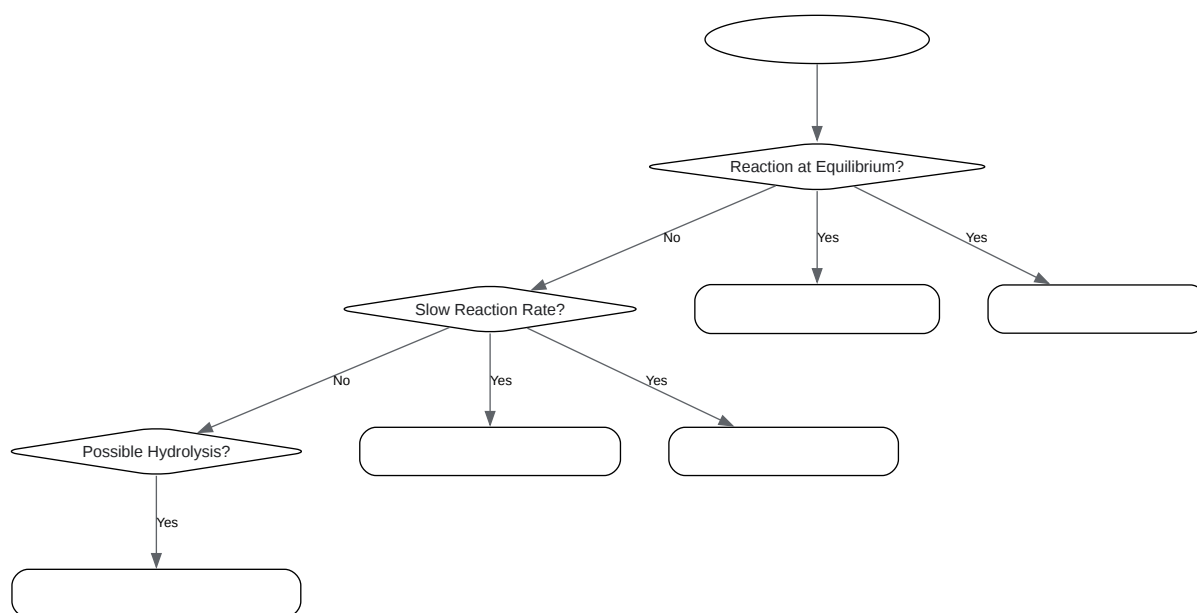 Reaction at Equilibrium?
No
Yes
Yes
Slow Reaction Rate?
No
Yes
Yes
Possible Hydrolysis?
Yes